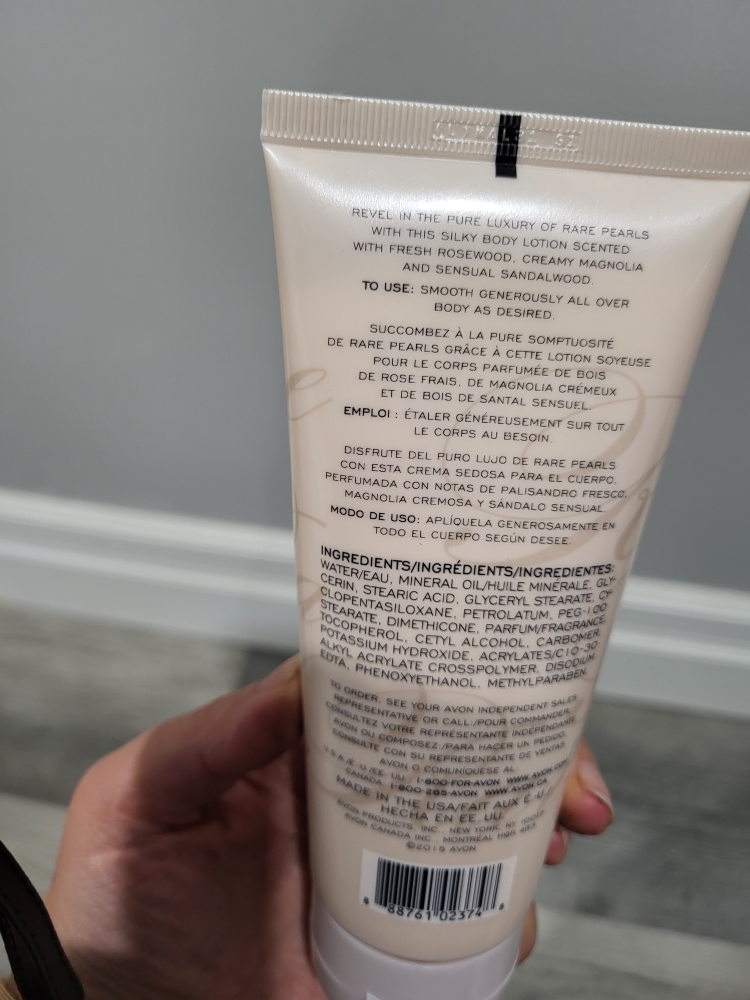 REVEL IN THE PURE LUXURY OF RARE PEARLS
WITH THIS SILKY BODY LOTION SCENTED
WITH FRESH ROSEWOOD, CREAMY MAGNOLIA
AND SENSUAL SANDALWOOD.
TO USE: SMOOTH GENEROUSLY ALL OVER
BODY AS DESIRED.
SUCCOMBEZ À LA PURE SOMPTUOSITÉ
DE RARE PEARLS GRÂCE À CETTE LOTION SOYEUSE
POUR LE CORPS PARFUMÉE DE BOIS
DE ROSE FRAIS, DE MAGNOLIA CRÉMEUX
ET DE BOIS DE SANTAL SENSUEL.
EMPLOI : ÉTALER GÉNÉREUSEMENT SUR TOUT
LE CORPS AU BESOIN.
DISFRUTE DEL PURO LUJO DE RARE PEARLS
CON ESTA CREMA SEDOSA PARA EL CUERPO,
PERFUMADA CON NOTAS DE PALISANDRO FRESCO,
MAGNOLIA CREMOSA Y SÁNDALO SENSUAL.
MODO DE USO: APLÍQUELA GENEROSAMENTE EN
TODO EL CUERPO SEGÚN DESEE.
INGREDIENTS/INGRÉDIENTS/INGREDIENTES:
WATER/EAU, MINERAL OIL/HUILE MINÉRALE, GLY-
CERIN, STEARIC ACID, GLYCERYL STEARATE, CY-
CLOPENTASILOXANE, PETROLATUM, PEG-100
STEARATE, DIMETHICONE, PARFUM/FRAGRANCE,
TOCOPHEROL, CETYL ALCOHOL, CARBOMER,
POTASSIUM HYDROXIDE, ACRYLATES/C10-30
ALKYL ACRYLATE CROSSPOLYMER, DISODIUM
EDTA, PHENOXYETHANOL, METHYLPARABEN.
TO ORDER, SEE YOUR AVON INDEPENDENT SALES
REPRESENTATIVE OR CALL:/POUR COMMANDER,
CONSULTEZ VOTRE REPRÉSENTANTE INDÉPENDANTE
AVON OU COMPOSEZ :/PARA HACER UN PEDIDO,
CONSULTE CON SU REPRESENTANTE DE VENTAS
AVON O COMUNÍQUESE AL:
U.S.A./É.-U./EE. UU.: 1-800-FOR-AVON WWW.AVON.COM
CANADA: 1-800-265-AVON WWW.AVON.CA
MADE IN THE USA/FAIT AUX É.-U./
HECHA EN EE. UU.
AVON PRODUCTS, INC., NEW YORK, NY 10017
AVON CANADA INC., MONTRÉAL H9R 4R3
©2015 AVON
8 88761 02374 8